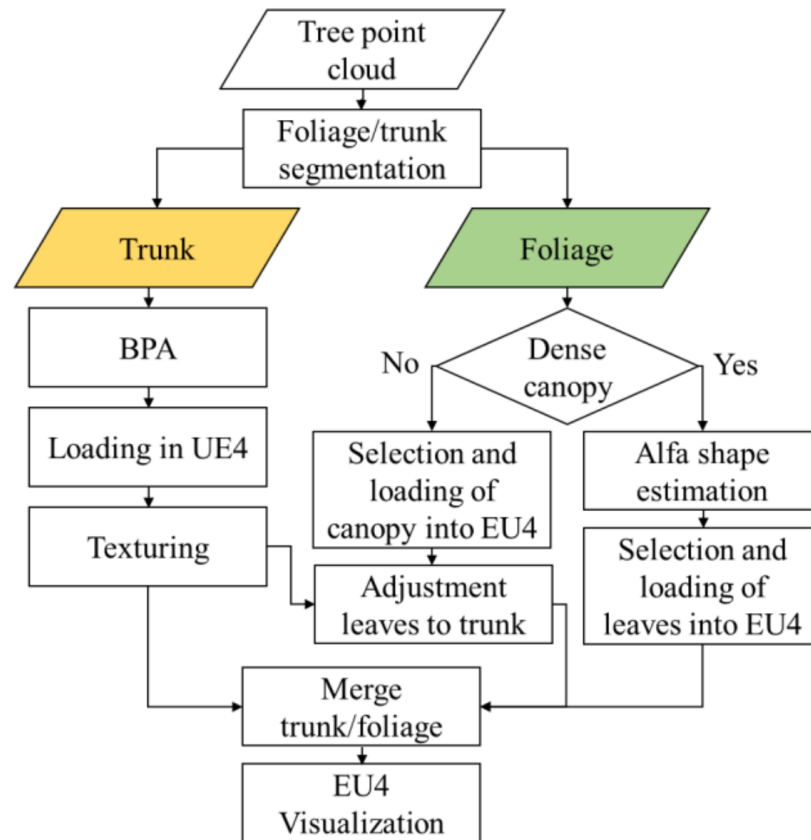 Tree point
cloud
Foliage/trunk
segmentation
Trunk
Foliage
BPA
Dense
canopy
No
Yes
Loading in UE4
Selection and
loading of
canopy into EU4
Alfa shape
estimation
Texturing
Selection and
loading of
leaves into EU4
Adjustment
leaves to trunk
Merge
trunk/foliage
EU4
Visualization